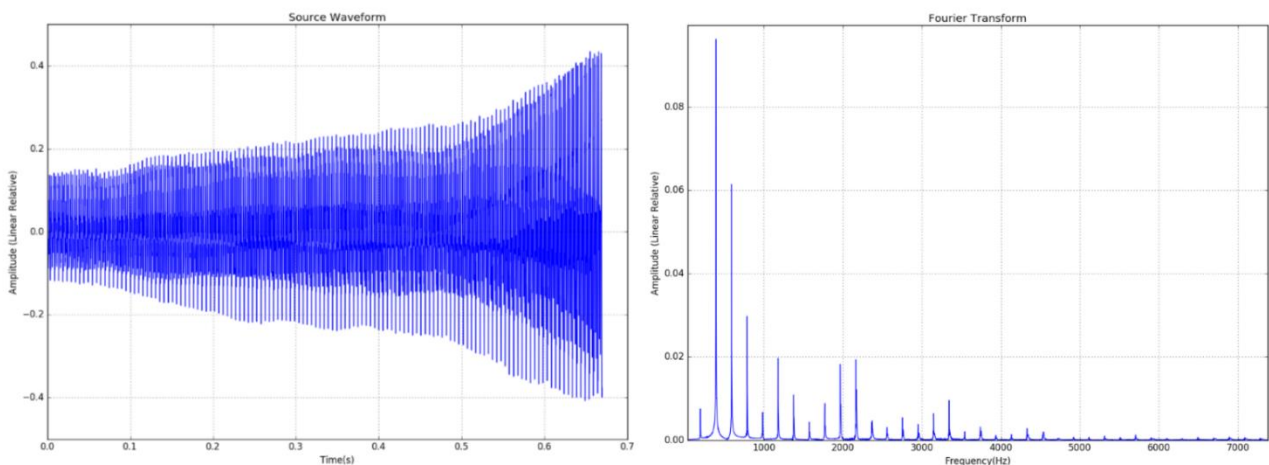 Source Waveform
Amplitude (Linear Relative)
0.4
0.2
0.0
−0.2
−0.4
0.0 0.1 0.2 0.3 0.4 0.5 0.6 0.7
Time(s)
Fourier Transform
Amplitude (Linear Relative)
0.08
0.06
0.04
0.02
0.00
1000 2000 3000 4000 5000 6000 7000
Frequency(Hz)